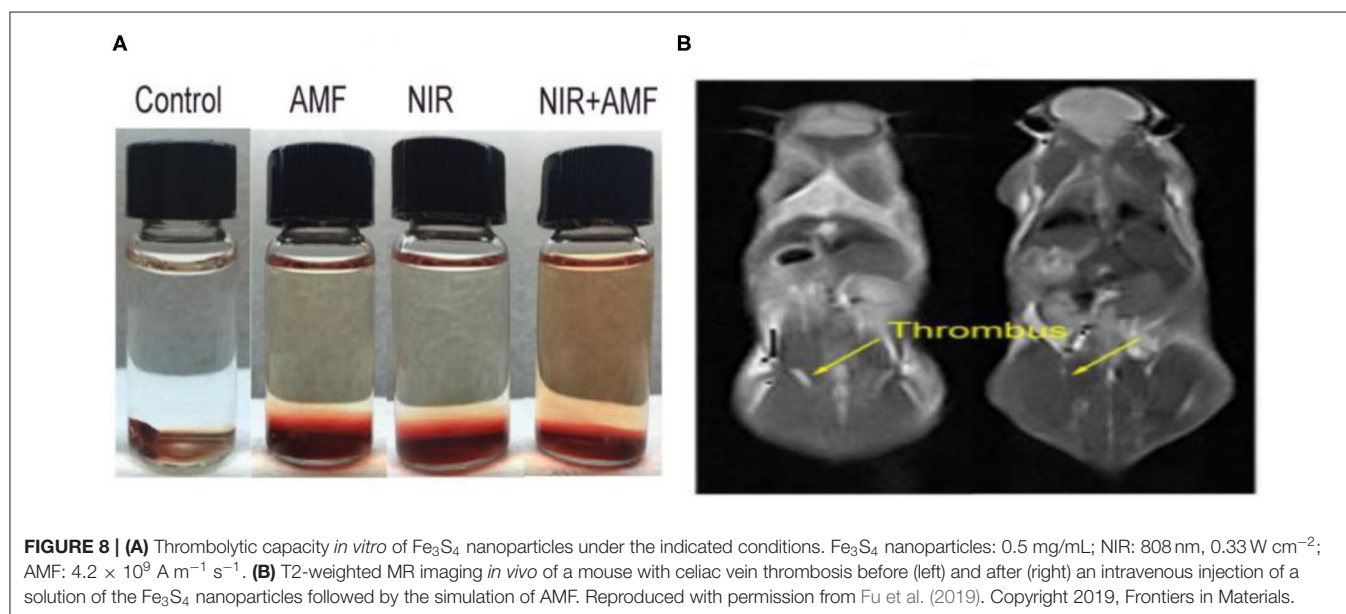 A
B
Control AMF NIR NIR+AMF
Thrombus
FIGURE 8 | (A) Thrombolytic capacity in vitro of Fe₃S₄ nanoparticles under the indicated conditions. Fe₃S₄ nanoparticles: 0.5 mg/mL; NIR: 808 nm, 0.33 W cm⁻²;
AMF: 4.2 × 10⁹ A m⁻¹ s⁻¹. (B) T2-weighted MR imaging in vivo of a mouse with celiac vein thrombosis before (left) and after (right) an intravenous injection of a
solution of the Fe₃S₄ nanoparticles followed by the simulation of AMF. Reproduced with permission from Fu et al. (2019). Copyright 2019, Frontiers in Materials.